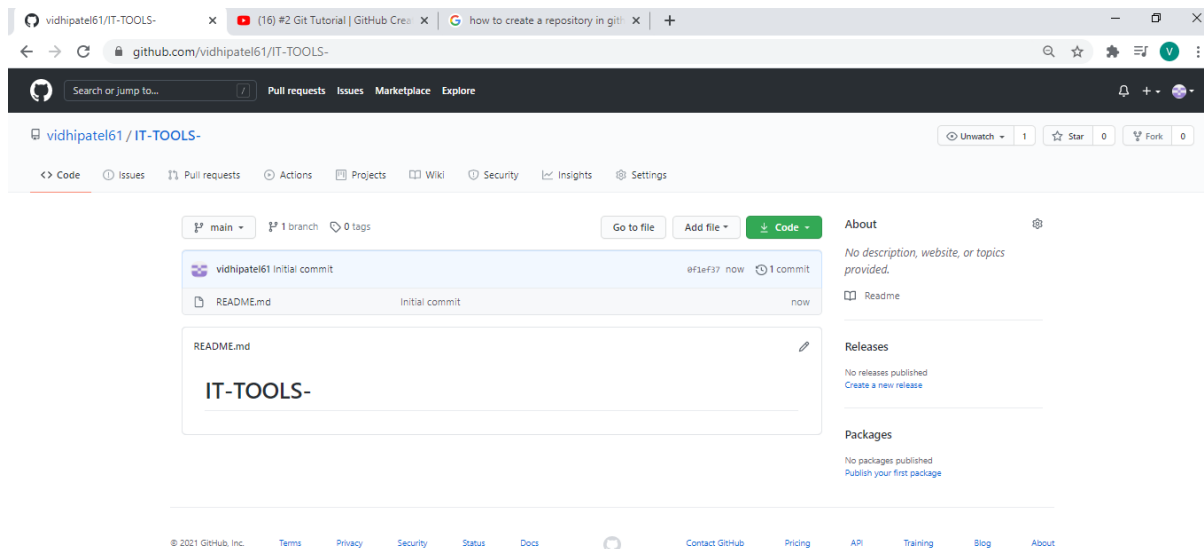 vidhipatel61/IT-TOOLS-
(16) #2 Git Tutorial | GitHub Crea
how to create a repository in gith
github.com/vidhipatel61/IT-TOOLS-
V
Search or jump to...
/
Pull requests Issues Marketplace Explore
vidhipatel61 / IT-TOOLS-
Unwatch 1 Star 0 Fork 0
Code Issues Pull requests Actions Projects Wiki Security Insights Settings
main 1 branch 0 tags Go to file Add file Code
vidhipatel61 Initial commit 0f1ef37 now 1 commit
README.md Initial commit now
README.md
IT-TOOLS-
About
No description, website, or topics
provided.
Readme
Releases
No releases published
Create a new release
Packages
No packages published
Publish your first package
© 2021 GitHub, Inc. Terms Privacy Security Status Docs Contact GitHub Pricing API Training Blog About